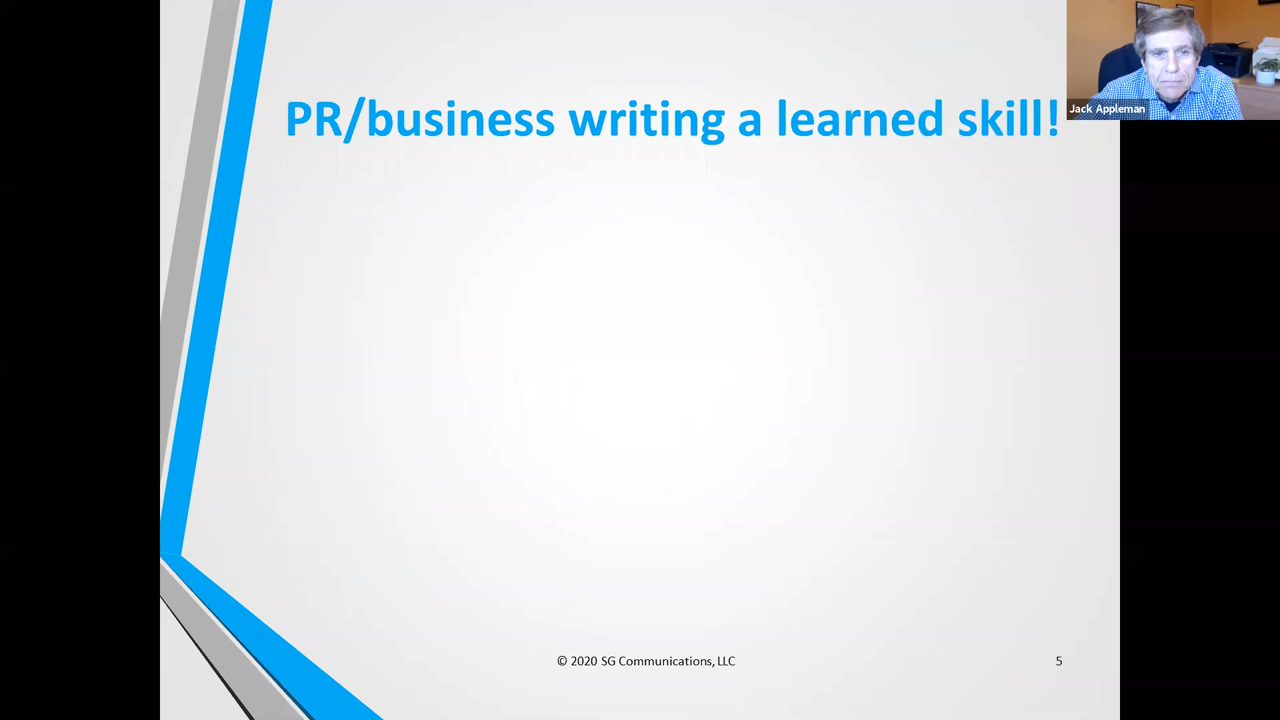 PR/business writing a learned skill!
Jack Appleman
© 2020 SG Communications, LLC
5